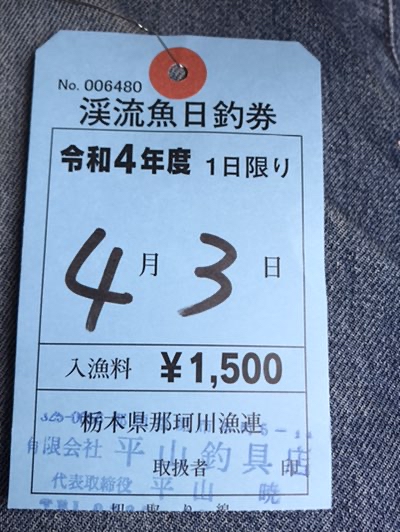 No. 006480
渓流魚日釣券
令和4年度 1日限り
4月3日
入漁料 ¥1,500
栃木県那珂川漁連
有限会社 平山釣具店
取扱者 印
代表取締役 平山 暁